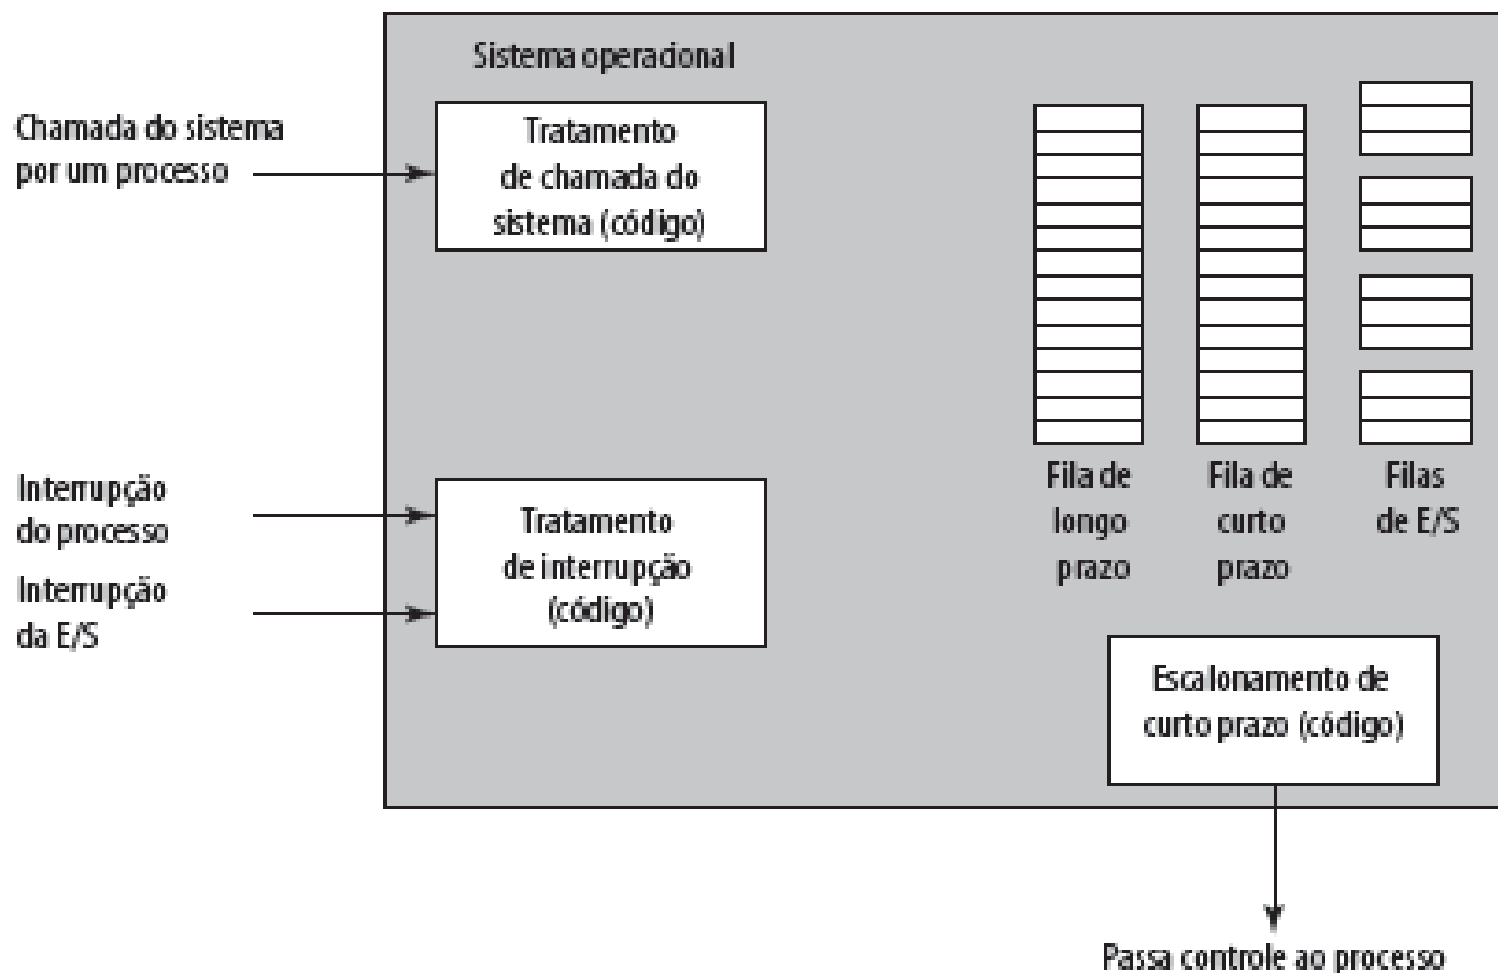 Sistema operacional
Chamada do sistema
por um processo
Tratamento
de chamada do
sistema (código)
Interrupção
do processo
Interrupção
da E/S
Tratamento
de interrupção
(código)
Fila de
longo
prazo
Fila de
curto
prazo
Filas
de E/S
Escalonamento de
curto prazo (código)
Passa controle ao processo